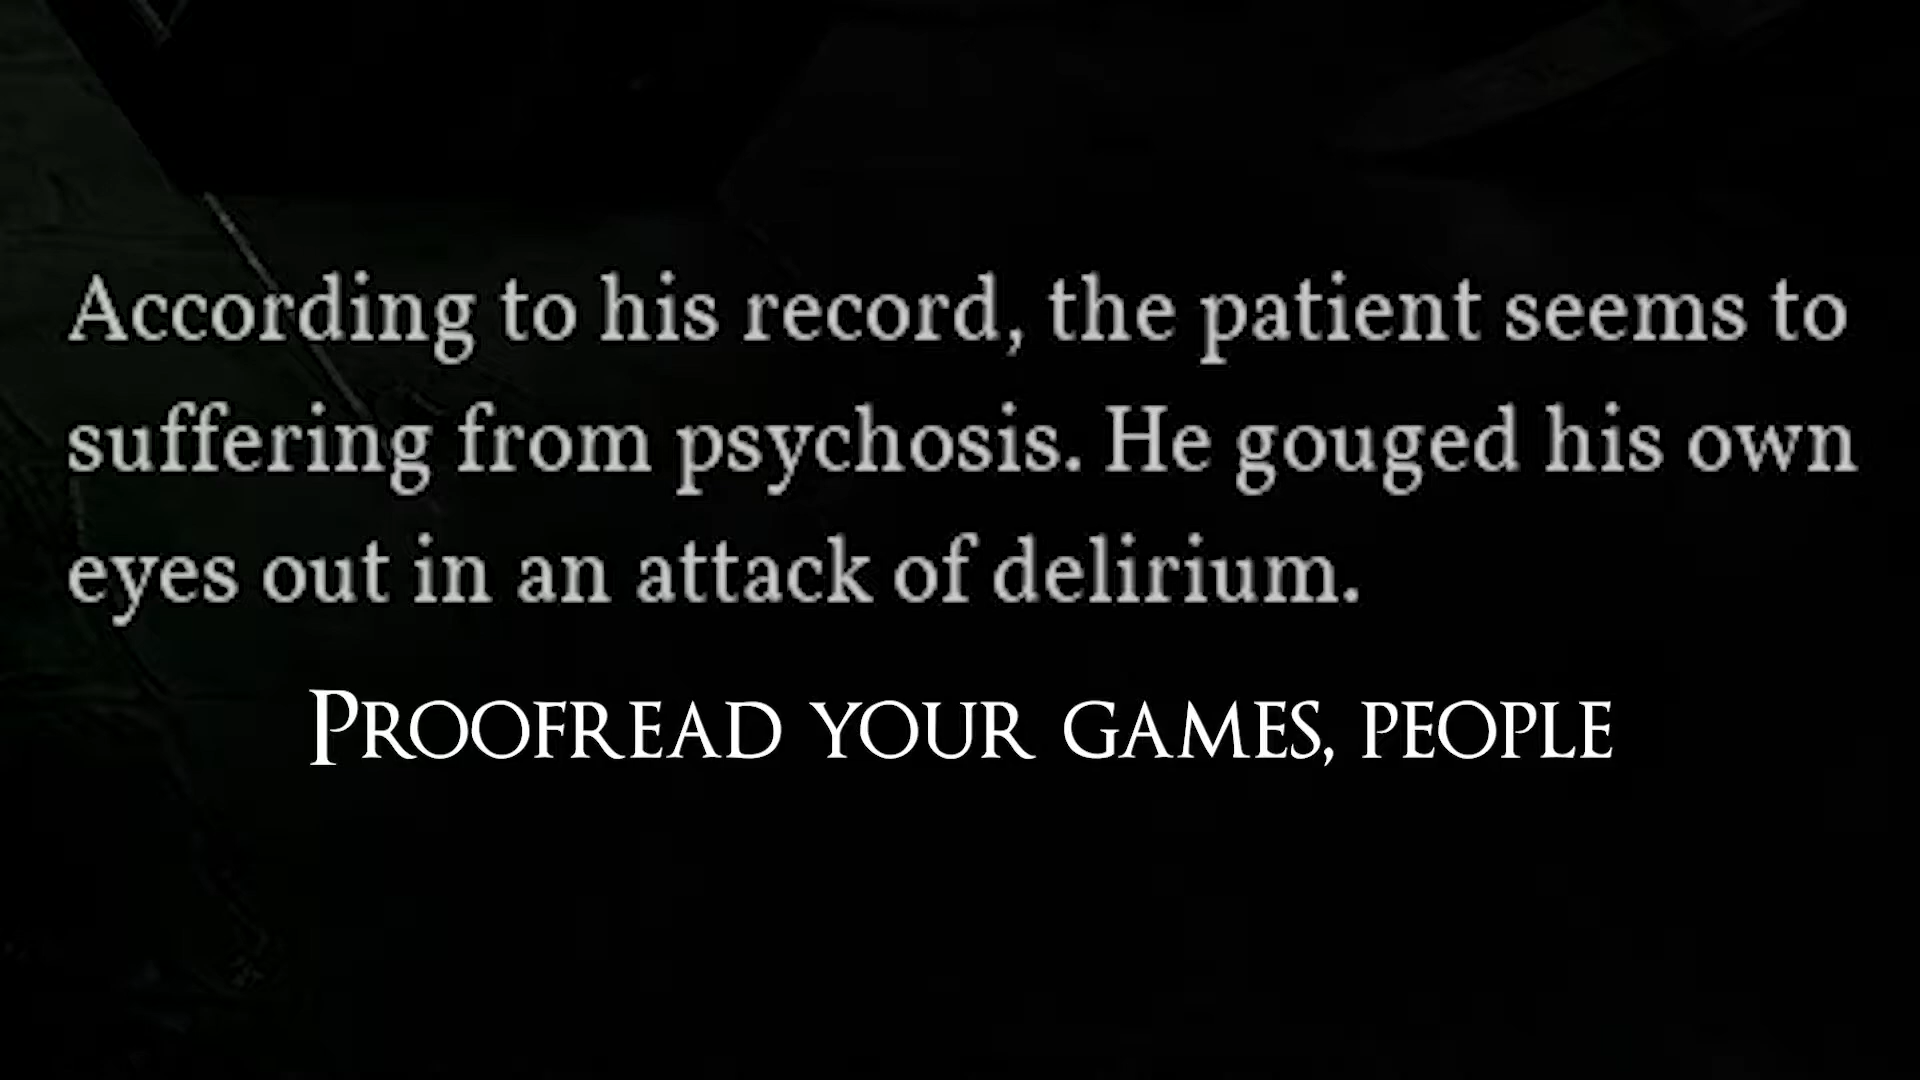 According to his record, the patient seems to
suffering from psychosis. He gouged his own
eyes out in an attack of delirium.
PROOFREAD YOUR GAMES, PEOPLE